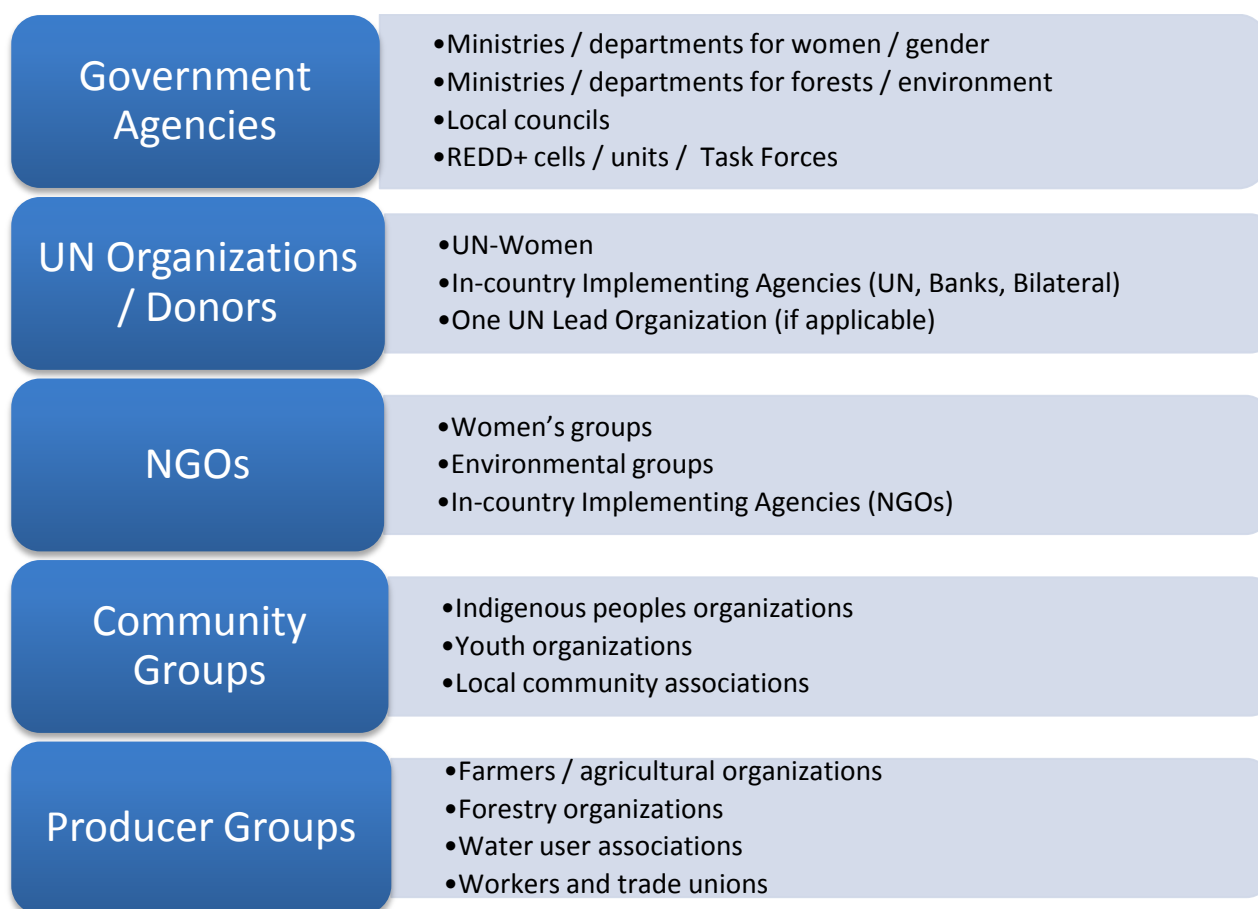 Government
Agencies
•Ministries / departments for women / gender
•Ministries / departments for forests / environment
•Local councils
•REDD+ cells / units / Task Forces
UN Organizations
/ Donors
•UN-Women
•In-country Implementing Agencies (UN, Banks, Bilateral)
•One UN Lead Organization (if applicable)
NGOs
•Women’s groups
•Environmental groups
•In-country Implementing Agencies (NGOs)
Community
Groups
•Indigenous peoples organizations
•Youth organizations
•Local community associations
Producer Groups
•Farmers / agricultural organizations
•Forestry organizations
•Water user associations
•Workers and trade unions